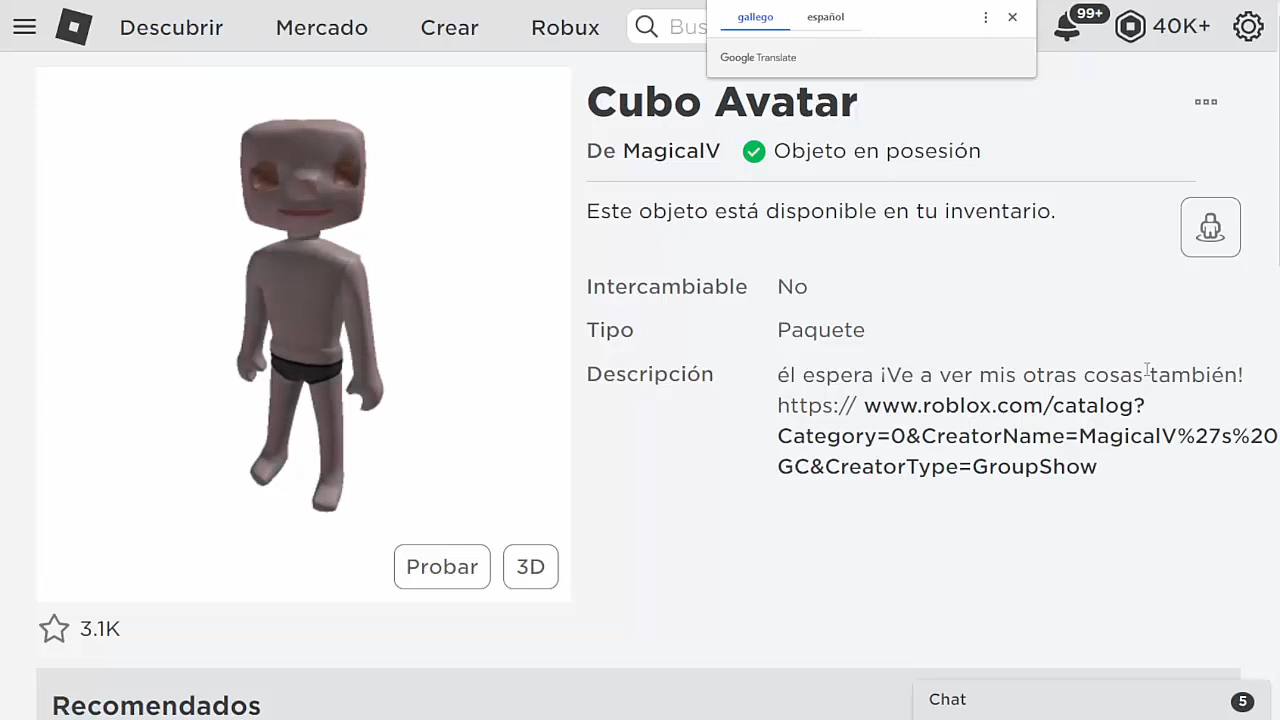 Descubrir Mercado Crear Robux Bus 99+ 40K+
gallego español
Google Translate
Cubo Avatar
De MagicalV Objeto en posesión
Este objeto está disponible en tu inventario.
Intercambiable No
Tipo Paquete
Descripción él espera ¡Ve a ver mis otras cosas también!
https:// www.roblox.com/catalog?
Category=0&CreatorName=MagicalV%27s%20
GC&CreatorType=GroupShow
Probar 3D
3.1K
Recomendados
Chat 5